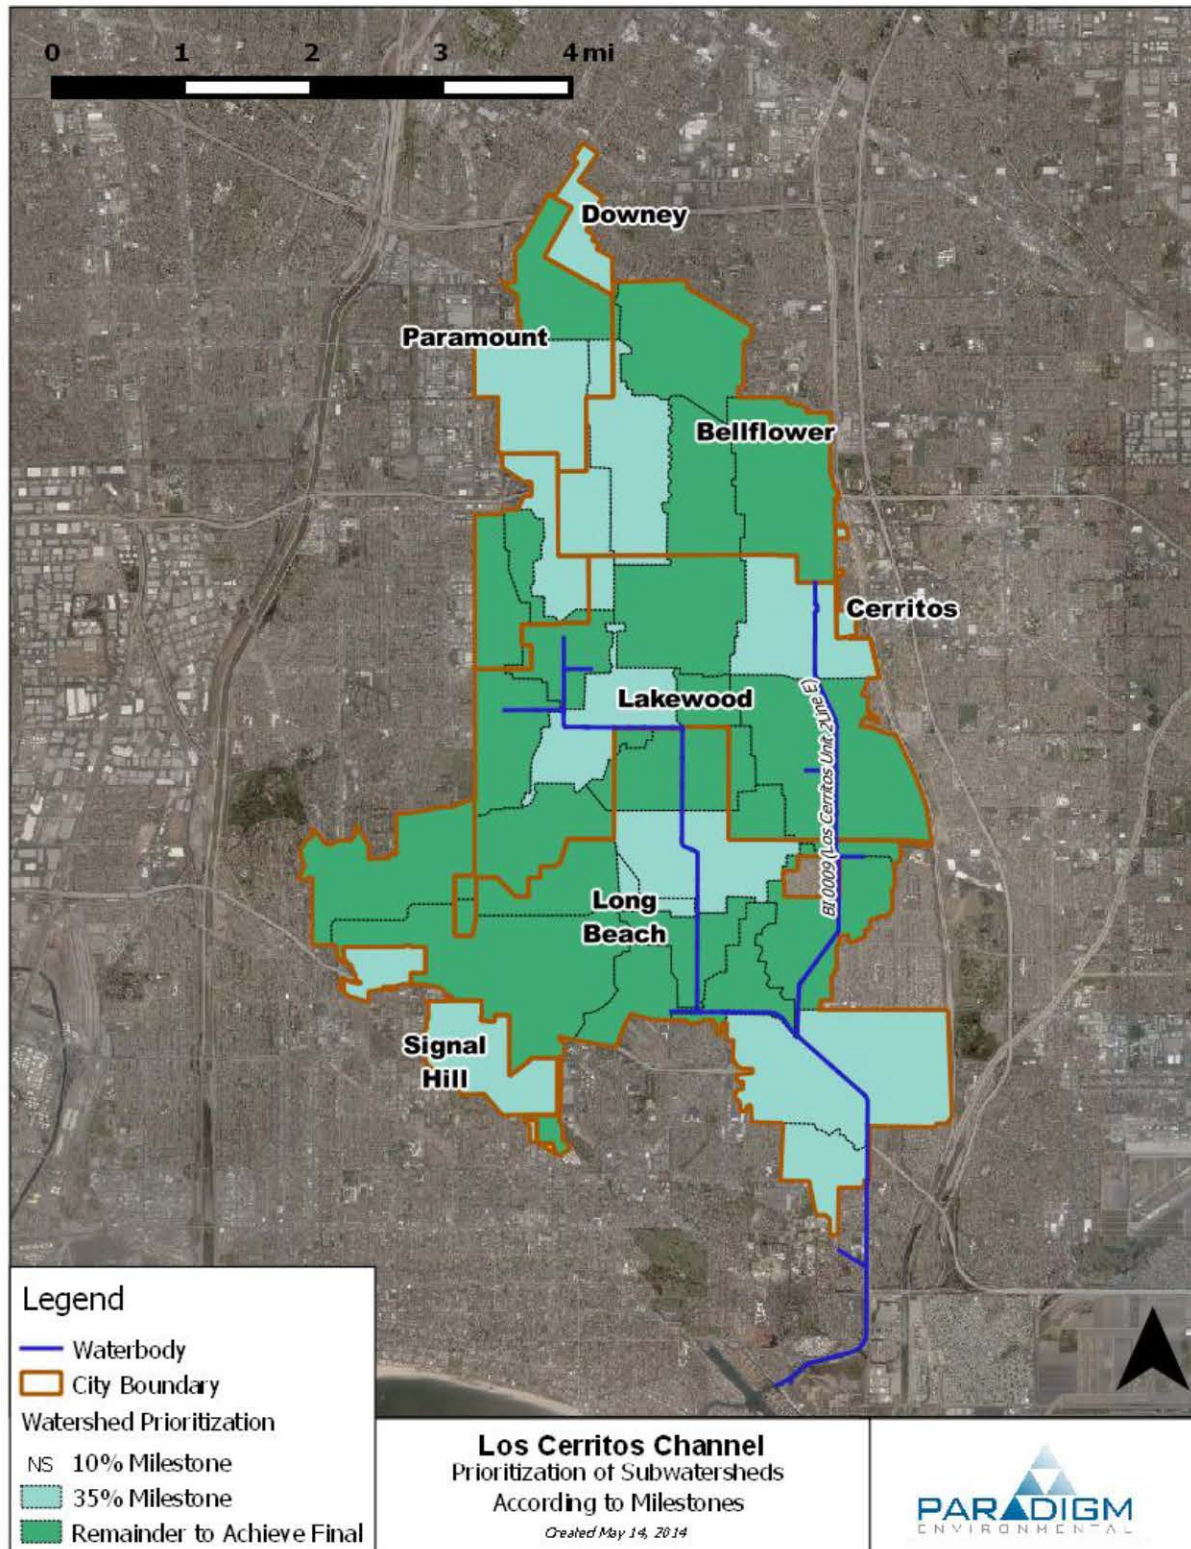 0 1 2 3 4 mi
Downey
Paramount
Bellflower
Cerritos
Lakewood
BI 0009 (Los Cerritos Unit 2Line E)
Long
Beach
Signal
Hill
Legend
Waterbody
City Boundary
Watershed Prioritization
NS 10% Milestone
35% Milestone
Remainder to Achieve Final
Los Cerritos Channel
Prioritization of Subwatersheds
According to Milestones
Created May 14, 2014
PARADIGM
ENVIRONMENTAL